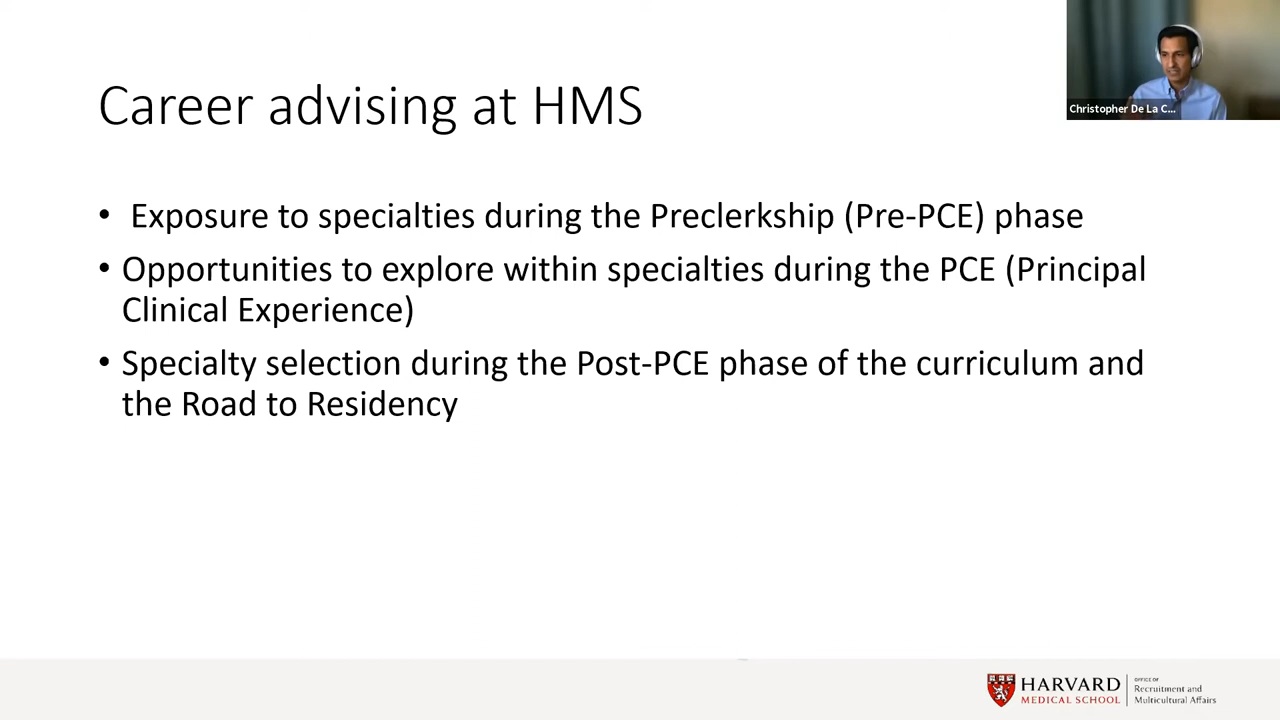 Christopher De La C...
Career advising at HMS
• Exposure to specialties during the Preclerkship (Pre-PCE) phase
• Opportunities to explore within specialties during the PCE (Principal
Clinical Experience)
• Specialty selection during the Post-PCE phase of the curriculum and
the Road to Residency
HARVARD
MEDICAL SCHOOL
OFFICE OF
Recruitment and
Multicultural Affairs